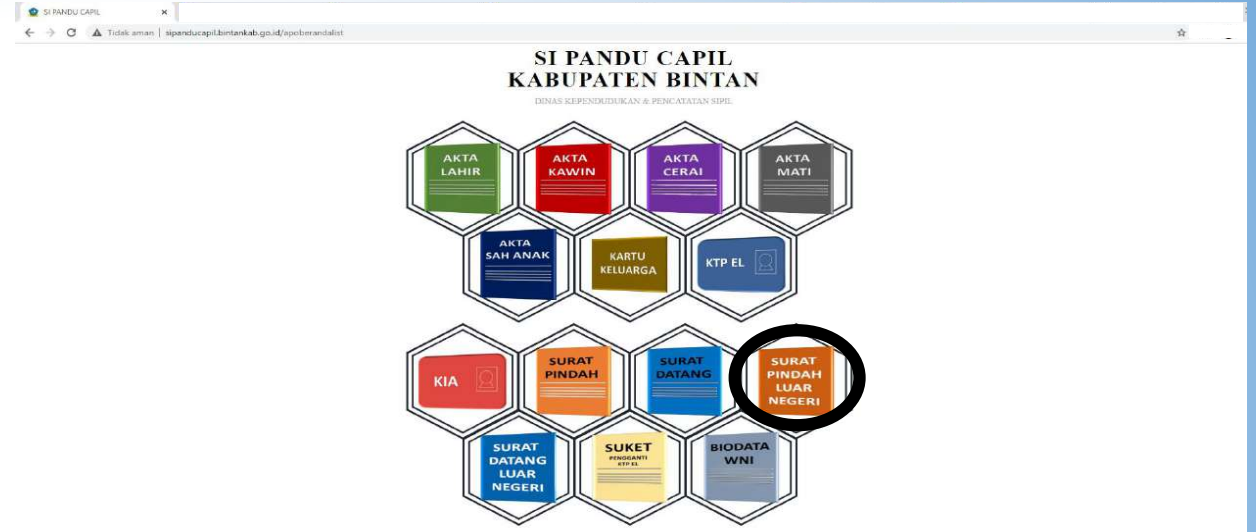 SI PANDU CAPIL
Tidak aman | sipanducapil.bintankab.go.id/apoberandalist
SI PANDU CAPIL
KABUPATEN BINTAN
DINAS KEPENDUDUKAN & PENCATATAN SIPIL
AKTA
LAHIR
AKTA
KAWIN
AKTA
CERAI
AKTA
MATI
AKTA
SAH ANAK
KARTU
KELUARGA
KTP EL
KIA
SURAT
PINDAH
SURAT
DATANG
SURAT
PINDAH
LUAR
NEGERI
SURAT
DATANG
LUAR
NEGERI
SUKET
PENGGANTI
KTP EL
BIODATA
WNI